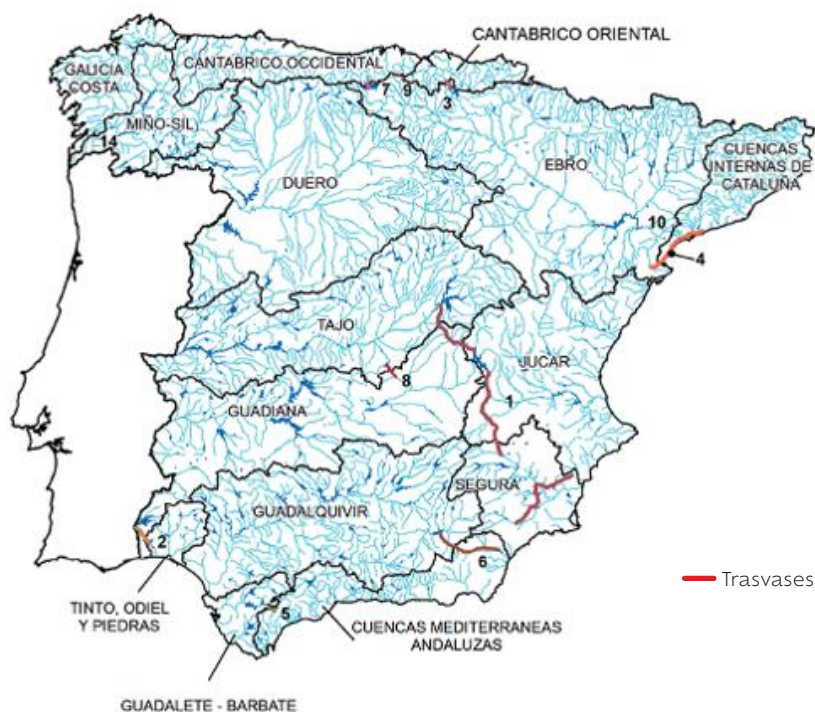 CANTABRICO ORIENTAL
GALICIA
COSTA
CANTABRICO OCCIDENTAL
7
9
3
MIÑO-SIL
14
CUENCAS
INTERNAS DE
CATALUÑA
EBRO
DUERO
10
4
TAJO
JUCAR
8
1
GUADIANA
SEGURA
GUADALQUIVIR
2
6
Trasvases
TINTO, ODIEL
Y PIEDRAS
5
CUENCAS MEDITERRANEAS
ANDALUZAS
GUADALETE - BARBATE